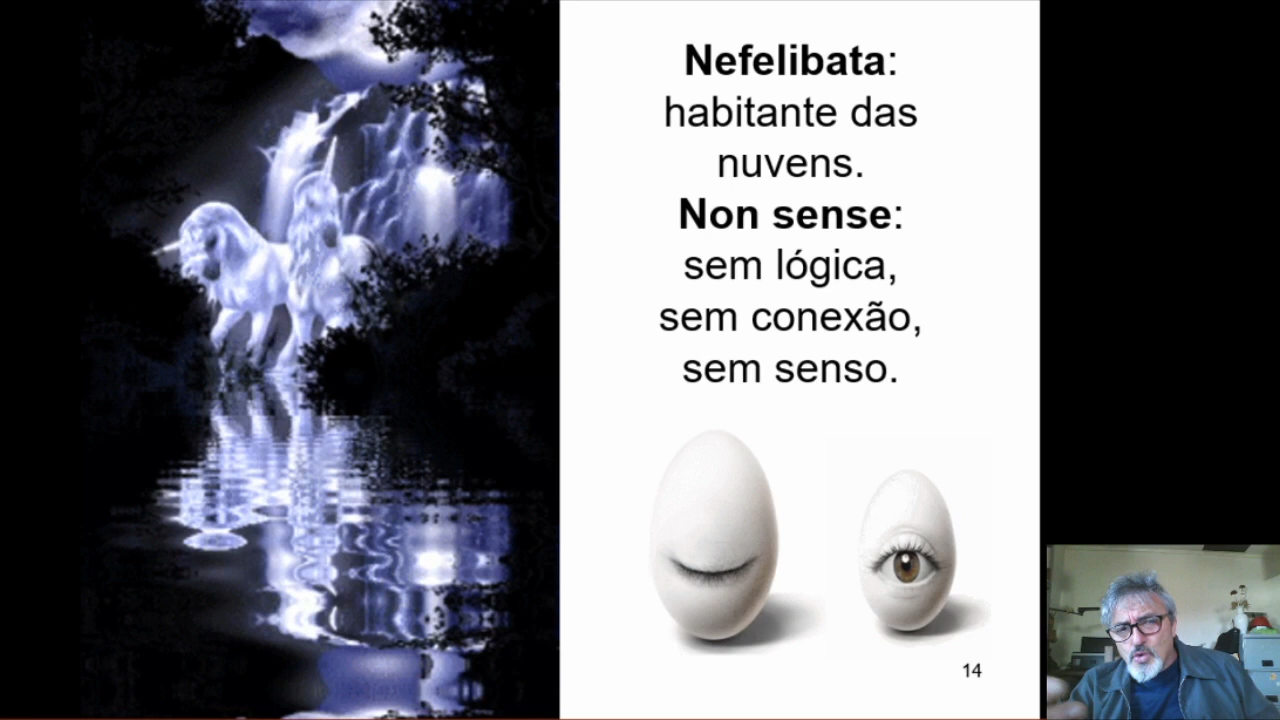 Nefelibata:
habitante das
nuvens.
Non sense:
sem lógica,
sem conexão,
sem senso.
14